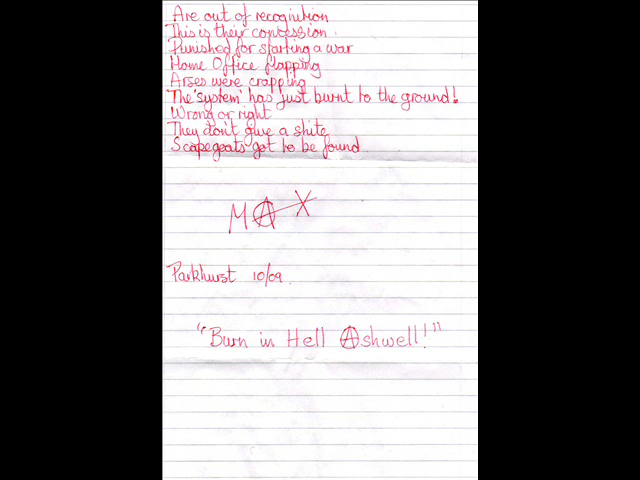 Are out of recognition
This is their concession.
Punished for starting a war
Home Office flapping
Arses were crapping
The 'system' has just burnt to the ground!
Wrong or right
They don't give a shite
Scapegoats got to be found
MAX
Parkhurst 10/09.
"Burn in Hell Ashwell!"